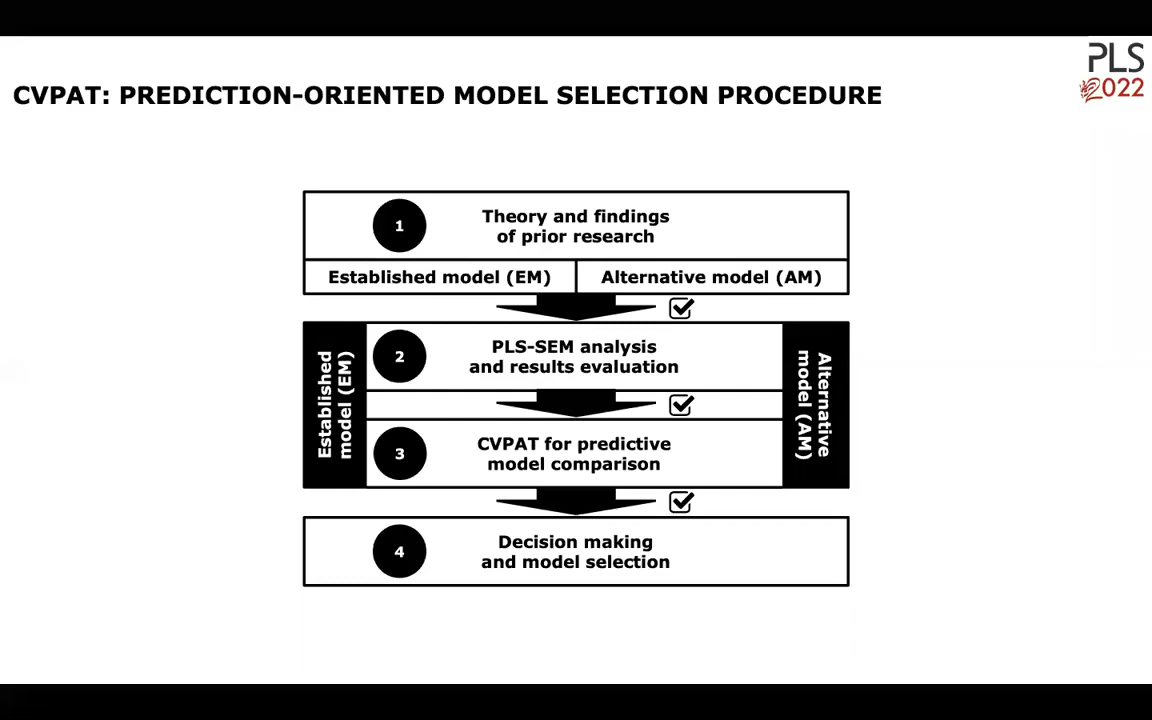 PLS
2022
CVPAT: PREDICTION-ORIENTED MODEL SELECTION PROCEDURE
1
Theory and findings
of prior research
Established model (EM)
Alternative model (AM)
Established
model (EM)
2
PLS-SEM analysis
and results evaluation
3
CVPAT for predictive
model comparison
Alternative
model (AM)
4
Decision making
and model selection